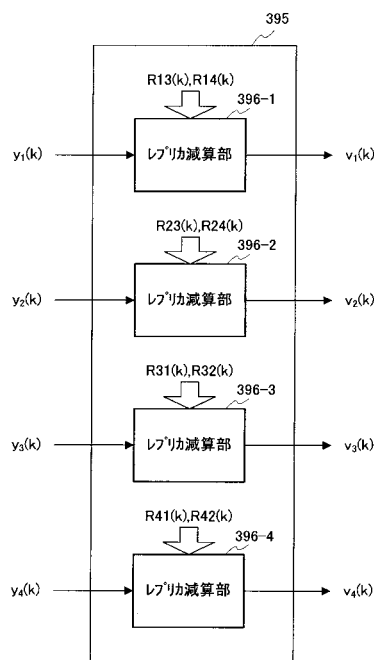 395
R13(k),R14(k)
396-1
y1(k)
レプリカ減算部
v1(k)
R23(k),R24(k)
396-2
y2(k)
レプリカ減算部
v2(k)
R31(k),R32(k)
396-3
y3(k)
レプリカ減算部
v3(k)
R41(k),R42(k)
396-4
y4(k)
レプリカ減算部
v4(k)